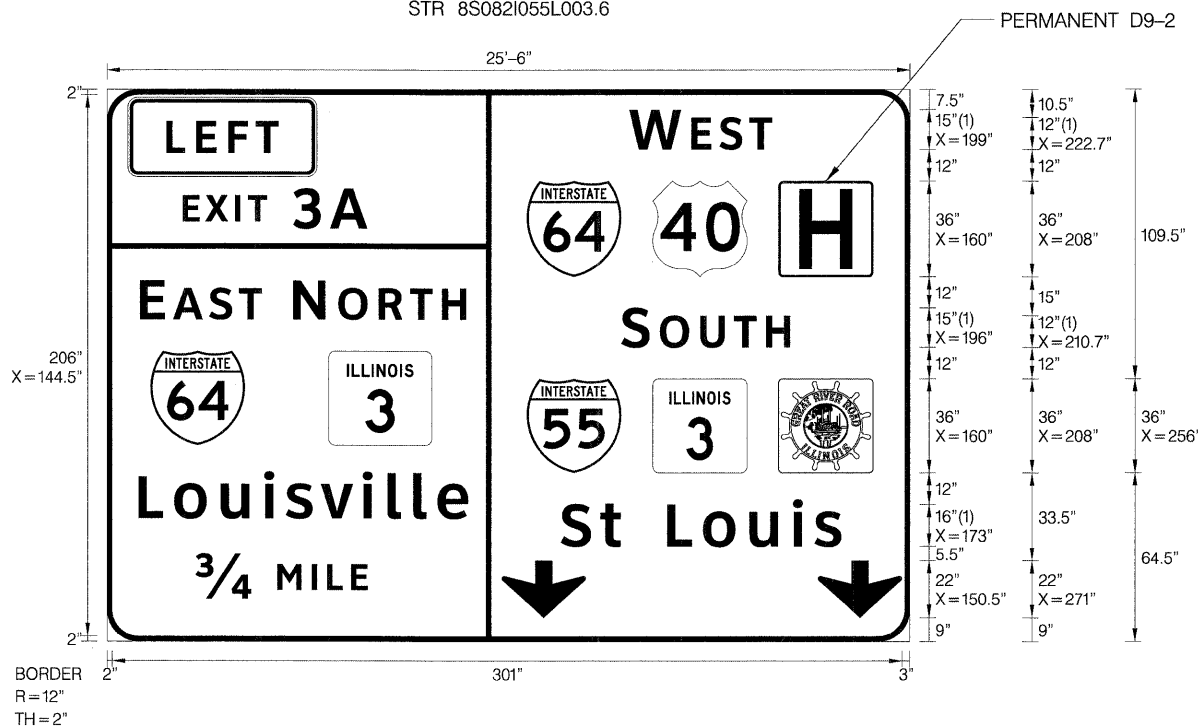 STR 8S082I055L003.6
PERMANENT D9–2
25'–6"
2"
LEFT
EXIT 3A
EAST NORTH
INTERSTATE
64
ILLINOIS
3
Louisville
3/4 MILE
WEST
INTERSTATE
64
40
H
SOUTH
INTERSTATE
55
ILLINOIS
3
GREAT RIVER ROAD
ILLINOIS
St Louis
206"
X=144.5"
2"
7.5"
15"(1)
X=199"
12"
36"
X=160"
12"
15"(1)
X=196"
12"
36"
X=160"
12"
16"(1)
X=173"
5.5"
22"
X=150.5"
9"
10.5"
12"(1)
X=222.7"
12"
36"
X=208"
15"
12"(1)
X=210.7"
12"
36"
X=208"
33.5"
22"
X=271"
9"
109.5"
36"
X=256"
64.5"
BORDER
R=12"
TH=2"
2"
301"
3"